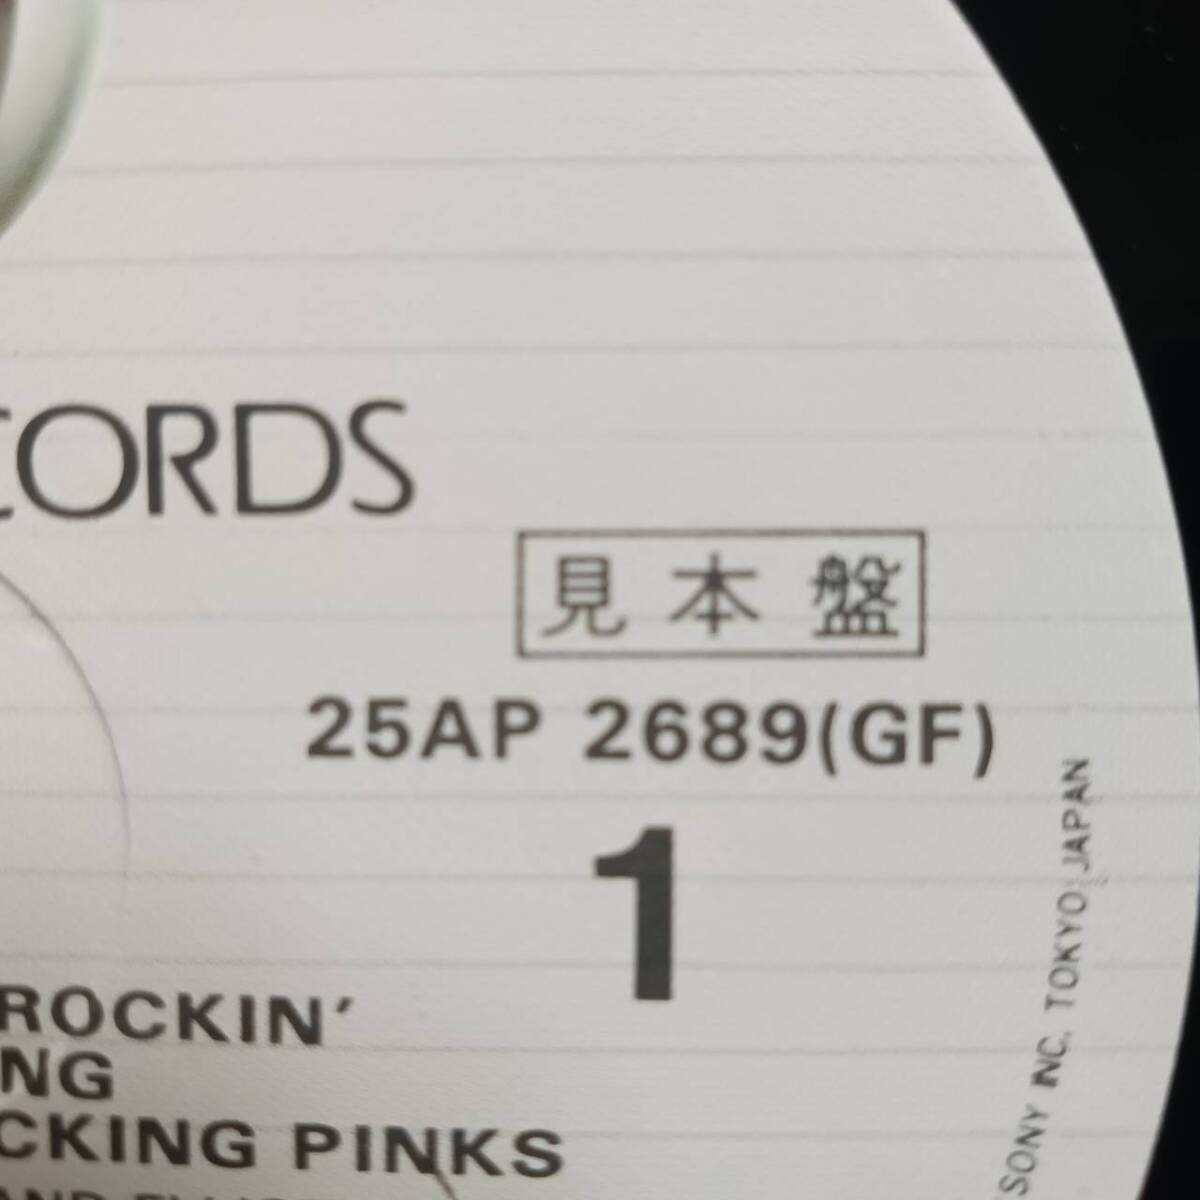 CORDS
見本盤
25AP 2689(GF)
1
ROCKIN'
NG
CKING PINKS
SONY INC. TOKYO JAPAN